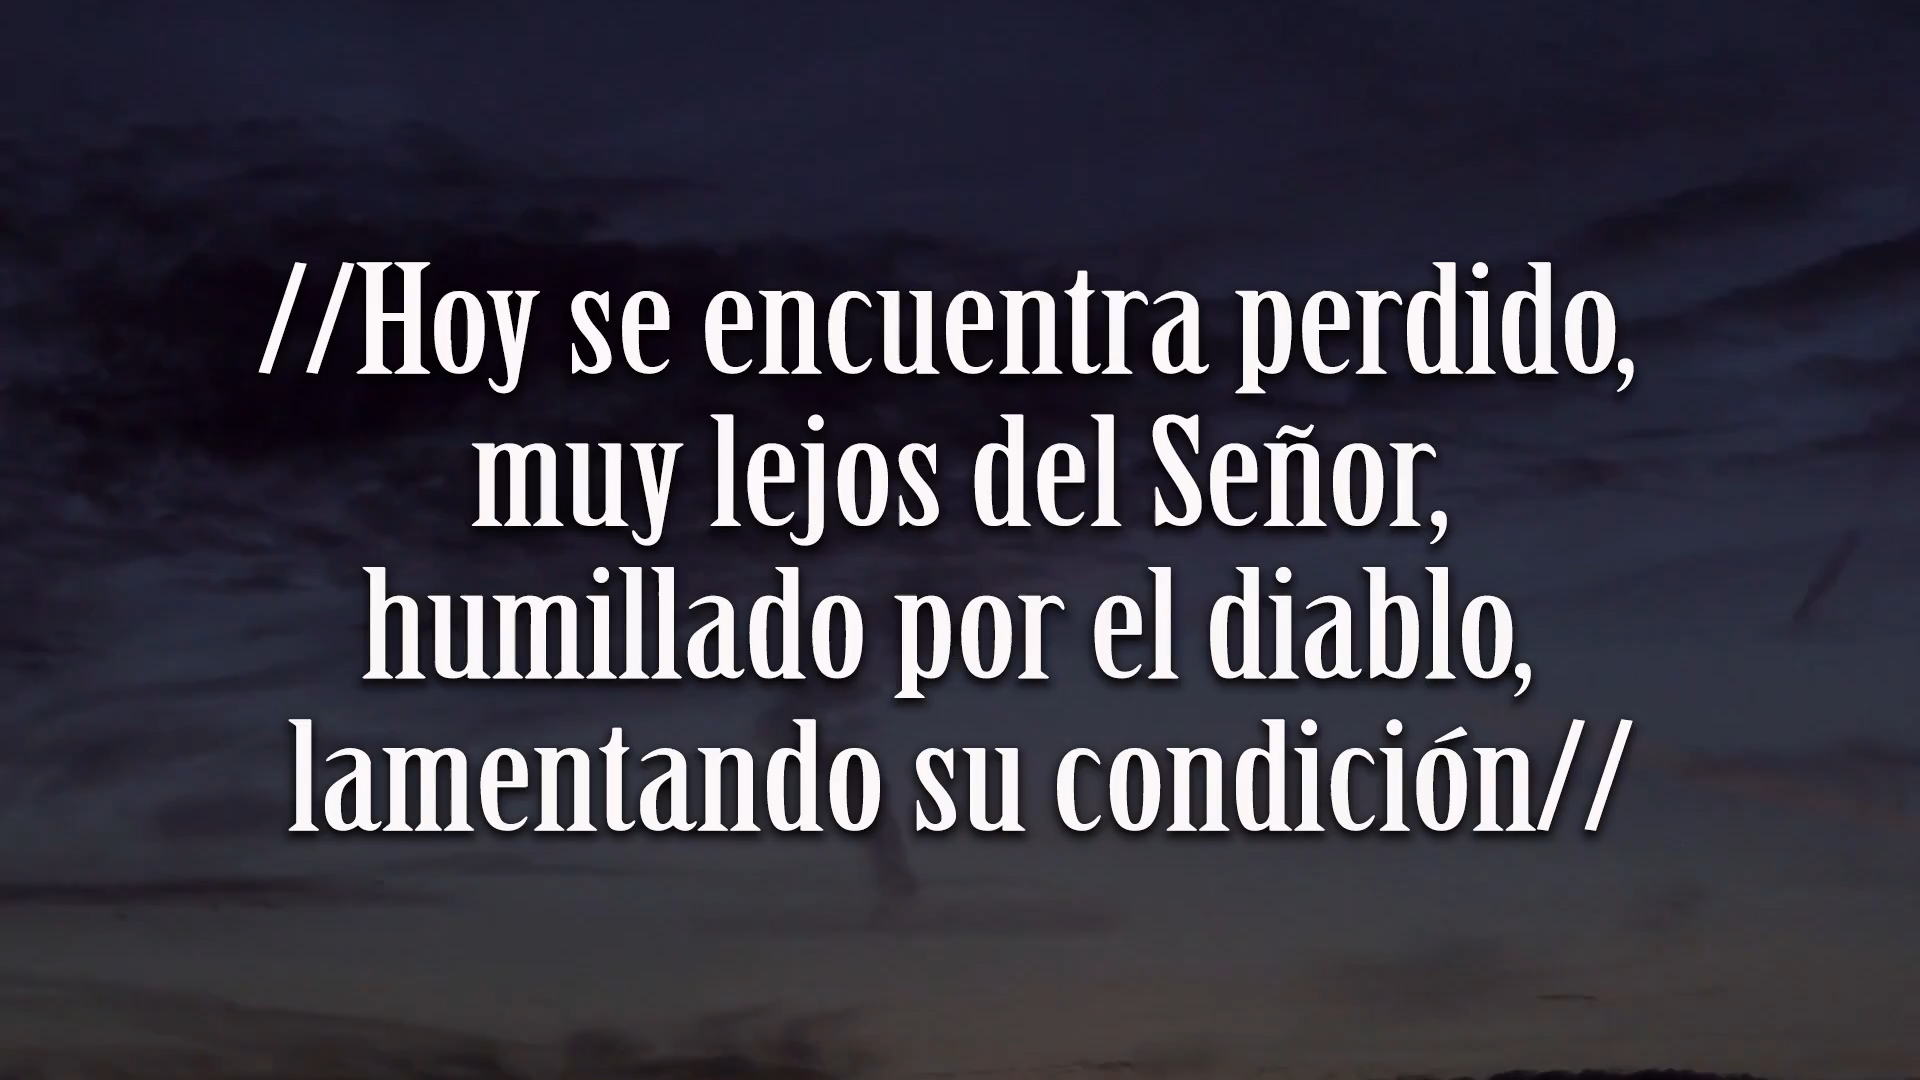 //Hoy se encuentra perdido,
muy lejos del Señor,
humillado por el diablo,
lamentando su condición//